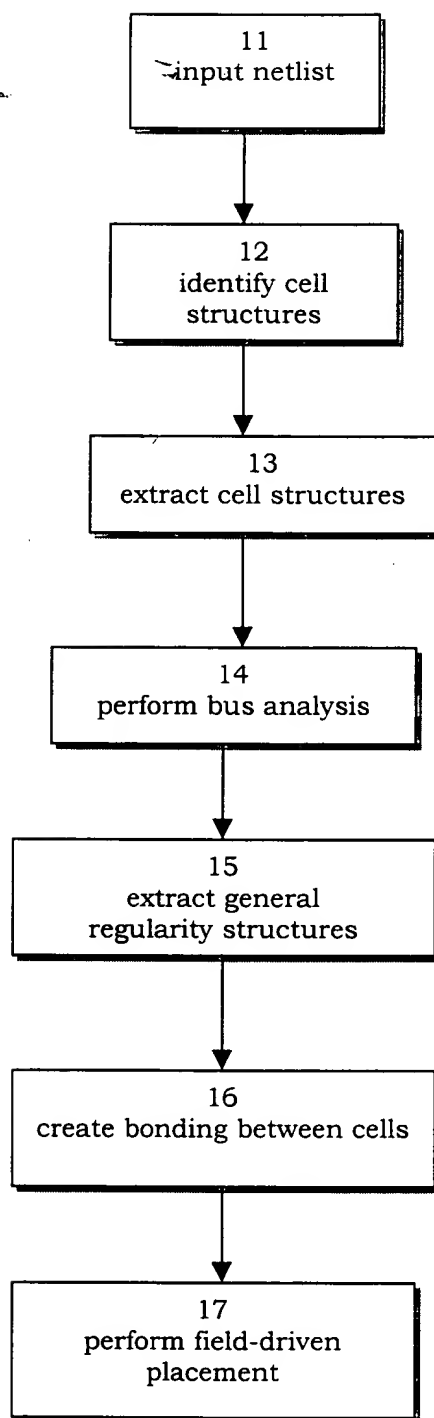 11
input netlist
12
identify cell
structures
13
extract cell structures
14
perform bus analysis
15
extract general
regularity structures
16
create bonding between cells
17
perform field-driven
placement